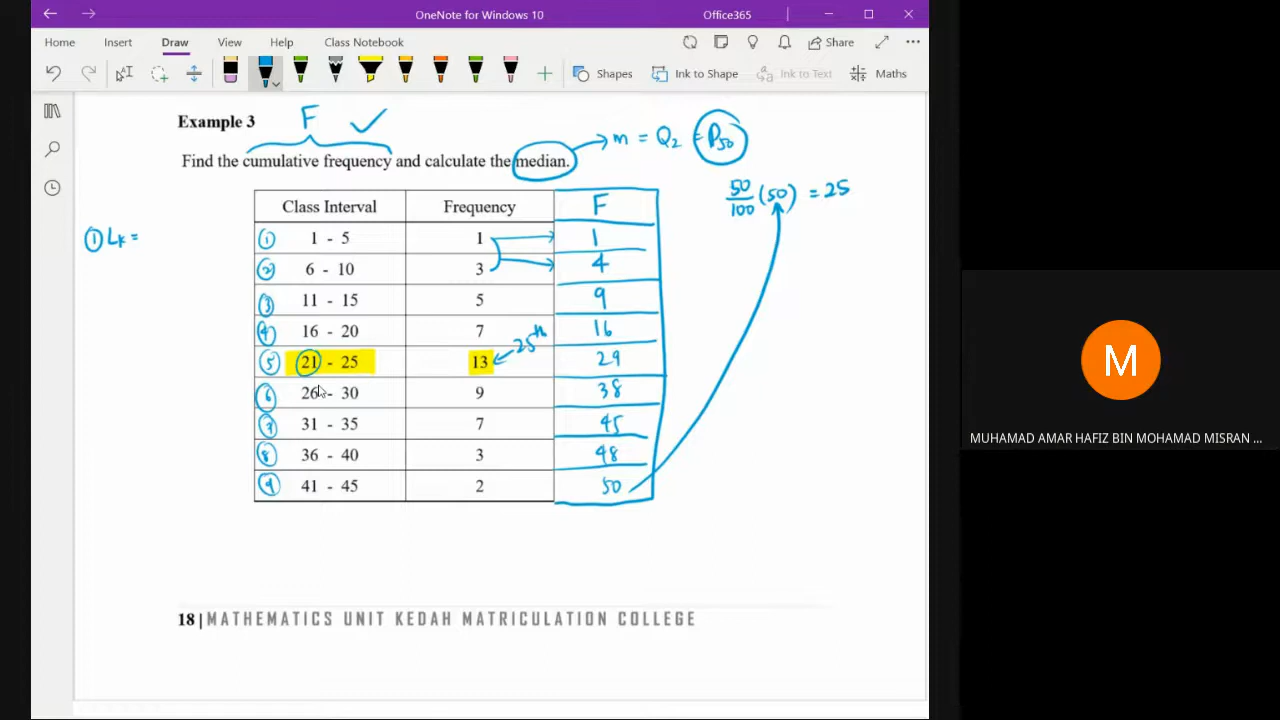 OneNote for Windows 10
Office365
Home Insert Draw View Help Class Notebook
Share
Shapes Ink to Shape Ink to Text Maths
Example 3
F ✓
Find the cumulative frequency and calculate the median.
m = Q2 = P50
50/100 (50) = 25
Class Interval Frequency F
① 1 - 5 1 1
② 6 - 10 3 4
③ 11 - 15 5 9
④ 16 - 20 7 16
⑤ 21 - 25 13 29
⑥ 26 - 30 9 38
⑦ 31 - 35 7 45
⑧ 36 - 40 3 48
⑨ 41 - 45 2 50
25th
① LK =
18 | MATHEMATICS UNIT KEDAH MATRICULATION COLLEGE
M
MUHAMAD AMAR HAFIZ BIN MOHAMAD MISRAN ...